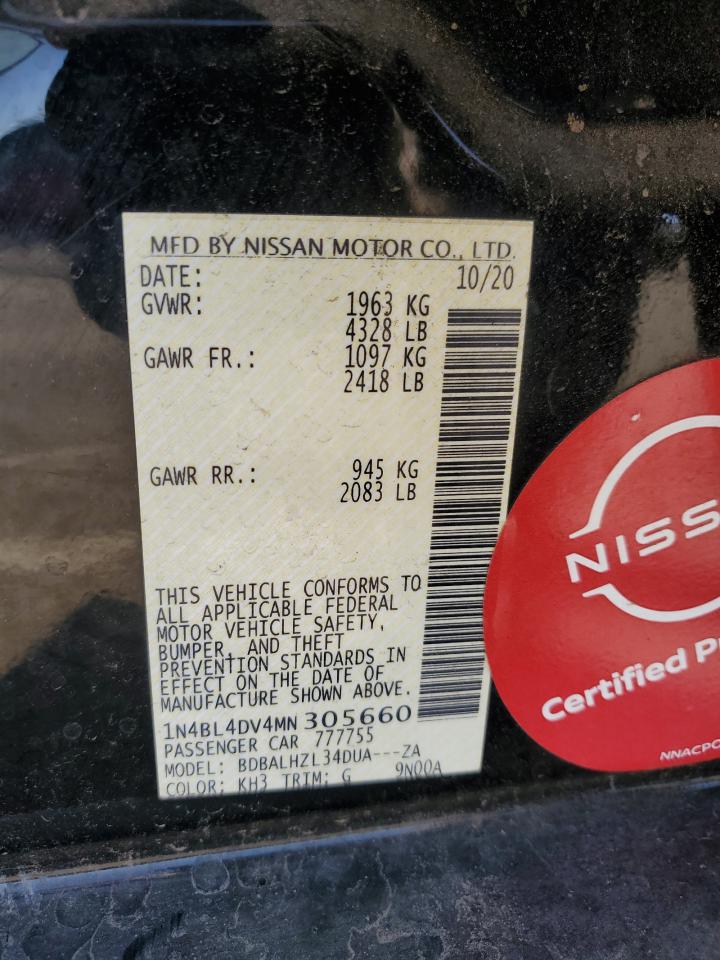 MFD BY NISSAN MOTOR CO., LTD.
DATE: 10/20
GVWR: 1963 KG
4328 LB
GAWR FR.: 1097 KG
2418 LB
GAWR RR.: 945 KG
2083 LB
THIS VEHICLE CONFORMS TO
ALL APPLICABLE FEDERAL
MOTOR VEHICLE SAFETY,
BUMPER, AND THEFT
PREVENTION STANDARDS IN
EFFECT ON THE DATE OF
MANUFACTURE SHOWN ABOVE.
1N4BL4DV4MN305660
PASSENGER CAR 777755
MODEL: BDBALHZL34DUA---ZA
COLOR: KH3 TRIM: G 9N00A
NISS
Certified P
NNACPO